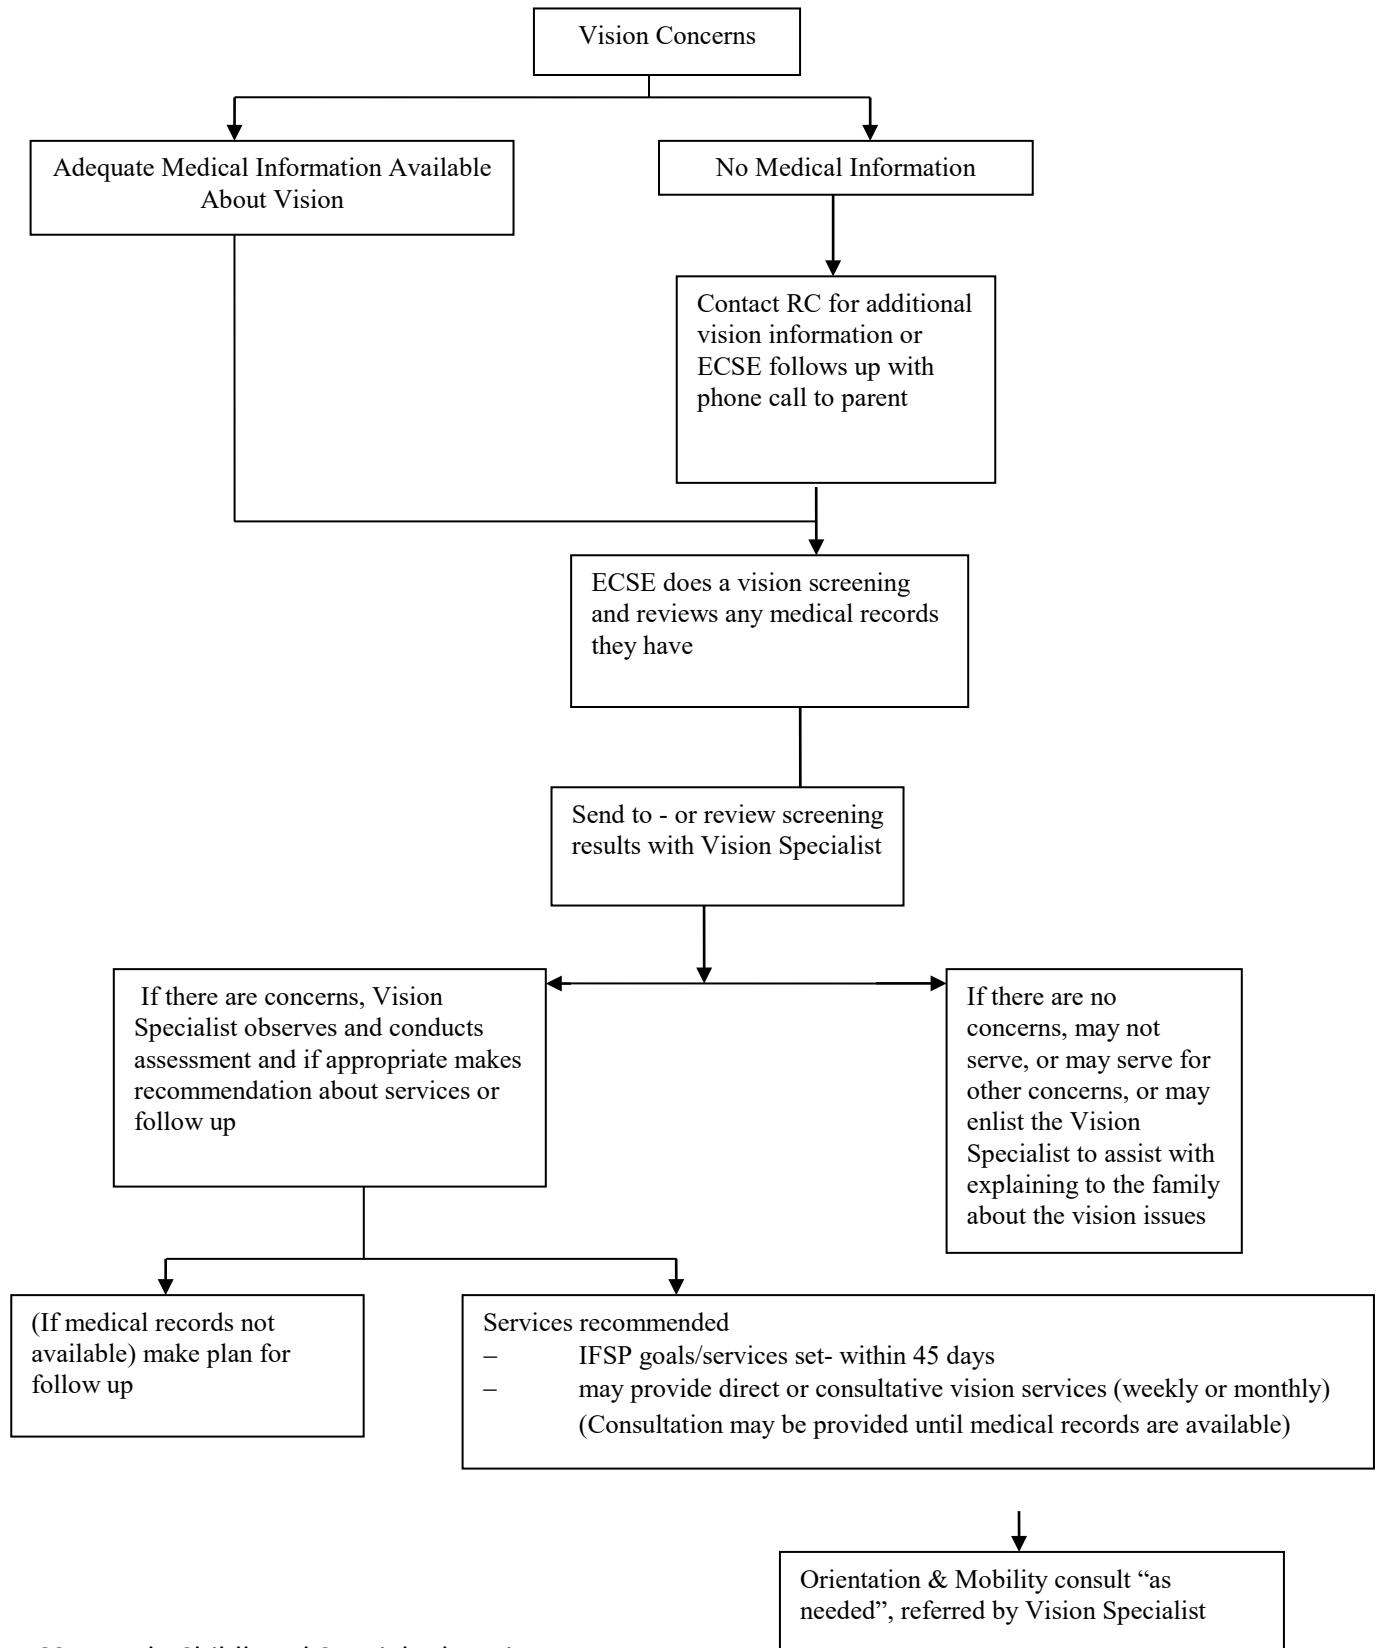 Vision Concerns
Adequate Medical Information Available
About Vision
No Medical Information
Contact RC for additional
vision information or
ECSE follows up with
phone call to parent
ECSE does a vision screening
and reviews any medical records
they have
Send to - or review screening
results with Vision Specialist
If there are concerns, Vision
Specialist observes and conducts
assessment and if appropriate makes
recommendation about services or
follow up
If there are no
concerns, may not
serve, or may serve for
other concerns, or may
enlist the Vision
Specialist to assist with
explaining to the family
about the vision issues
(If medical records not
available) make plan for
follow up
Services recommended
– IFSP goals/services set- within 45 days
– may provide direct or consultative vision services (weekly or monthly)
(Consultation may be provided until medical records are available)
Orientation & Mobility consult “as
needed”, referred by Vision Specialist